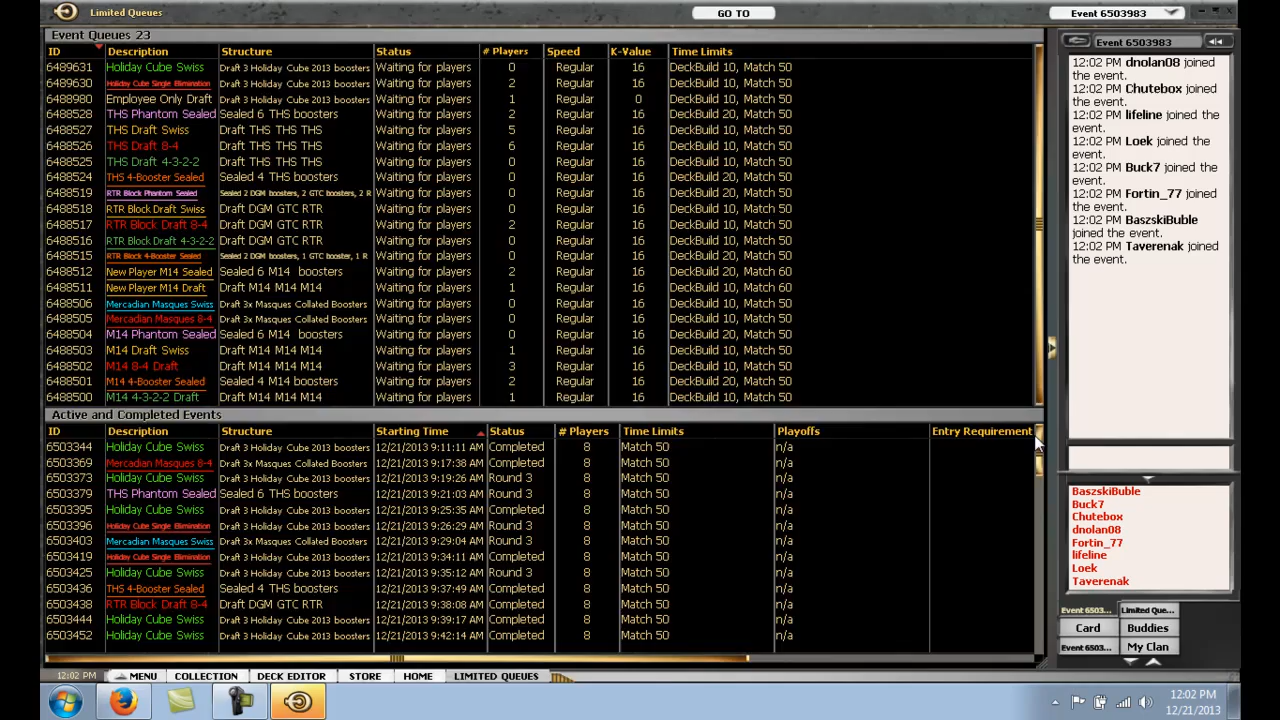 Limited Queues GO TO Event 6503983
Event Queues 23
ID Description Structure Status # Players Speed K-Value Time Limits
6489631 Holiday Cube Swiss Draft 3 Holiday Cube 2013 boosters Waiting for players 0 Regular 16 DeckBuild 10, Match 50
6489630 Holiday Cube Single Elimination Draft 3 Holiday Cube 2013 boosters Waiting for players 2 Regular 16 DeckBuild 10, Match 50
6488980 Employee Only Draft Draft 3 Holiday Cube 2013 boosters Waiting for players 1 Regular 0 DeckBuild 10, Match 50
6488528 THS Phantom Sealed Sealed 6 THS boosters Waiting for players 2 Regular 16 DeckBuild 20, Match 50
6488527 THS Draft Swiss Draft THS THS THS Waiting for players 5 Regular 16 DeckBuild 10, Match 50
6488526 THS Draft 8-4 Draft THS THS THS Waiting for players 6 Regular 16 DeckBuild 10, Match 50
6488525 THS Draft 4-3-2-2 Draft THS THS THS Waiting for players 0 Regular 16 DeckBuild 10, Match 50
6488524 THS 4-Booster Sealed Sealed 4 THS boosters Waiting for players 2 Regular 16 DeckBuild 20, Match 50
6488519 RTR Block Phantom Sealed Sealed 2 DGM boosters, 2 GTC boosters, 2 R Waiting for players 0 Regular 16 DeckBuild 20, Match 50
6488518 RTR Block Draft Swiss Draft DGM GTC RTR Waiting for players 0 Regular 16 DeckBuild 10, Match 50
6488517 RTR Block Draft 8-4 Draft DGM GTC RTR Waiting for players 2 Regular 16 DeckBuild 10, Match 50
6488516 RTR Block Draft 4-3-2-2 Draft DGM GTC RTR Waiting for players 0 Regular 16 DeckBuild 10, Match 50
6488515 RTR Block 4-Booster Sealed Sealed 2 DGM boosters, 1 GTC booster, 1 R Waiting for players 0 Regular 16 DeckBuild 20, Match 50
6488512 New Player M14 Sealed Sealed 6 M14 boosters Waiting for players 2 Regular 16 DeckBuild 20, Match 60
6488511 New Player M14 Draft Draft M14 M14 M14 Waiting for players 1 Regular 16 DeckBuild 10, Match 60
6488506 Mercadian Masques Swiss Draft 3x Masques Collated Boosters Waiting for players 0 Regular 16 DeckBuild 10, Match 50
6488505 Mercadian Masques 8-4 Draft 3x Masques Collated Boosters Waiting for players 0 Regular 16 DeckBuild 10, Match 50
6488504 M14 Phantom Sealed Sealed 6 M14 boosters Waiting for players 0 Regular 16 DeckBuild 20, Match 50
6488503 M14 Draft Swiss Draft M14 M14 M14 Waiting for players 1 Regular 16 DeckBuild 10, Match 50
6488502 M14 8-4 Draft Draft M14 M14 M14 Waiting for players 3 Regular 16 DeckBuild 10, Match 50
6488501 M14 4-Booster Sealed Sealed 4 M14 boosters Waiting for players 2 Regular 16 DeckBuild 20, Match 50
6488500 M14 4-3-2-2 Draft Draft M14 M14 M14 Waiting for players 1 Regular 16 DeckBuild 10, Match 50
Active and Completed Events
ID Description Structure Starting Time Status # Players Time Limits Playoffs Entry Requirement
6503344 Holiday Cube Swiss Draft 3 Holiday Cube 2013 boosters 12/21/2013 9:11:11 AM Completed 8 Match 50 n/a
6503369 Mercadian Masques 8-4 Draft 3x Masques Collated Boosters 12/21/2013 9:17:38 AM Completed 8 Match 50 n/a
6503373 Holiday Cube Swiss Draft 3 Holiday Cube 2013 boosters 12/21/2013 9:19:26 AM Round 3 8 Match 50 n/a
6503379 THS Phantom Sealed Sealed 6 THS boosters 12/21/2013 9:21:03 AM Completed 8 Match 50 n/a
6503395 Holiday Cube Swiss Draft 3 Holiday Cube 2013 boosters 12/21/2013 9:25:35 AM Completed 8 Match 50 n/a
6503396 Holiday Cube Single Elimination Draft 3 Holiday Cube 2013 boosters 12/21/2013 9:26:29 AM Round 3 8 Match 50 n/a
6503403 Mercadian Masques Swiss Draft 3x Masques Collated Boosters 12/21/2013 9:29:04 AM Round 3 8 Match 50 n/a
6503419 Holiday Cube Single Elimination Draft 3 Holiday Cube 2013 boosters 12/21/2013 9:34:11 AM Completed 8 Match 50 n/a
6503425 Holiday Cube Swiss Draft 3 Holiday Cube 2013 boosters 12/21/2013 9:35:12 AM Round 3 8 Match 50 n/a
6503436 THS 4-Booster Sealed Sealed 4 THS boosters 12/21/2013 9:37:49 AM Completed 8 Match 50 n/a
6503438 RTR Block Draft 8-4 Draft DGM GTC RTR 12/21/2013 9:38:08 AM Completed 8 Match 50 n/a
6503444 Holiday Cube Swiss Draft 3 Holiday Cube 2013 boosters 12/21/2013 9:39:17 AM Completed 8 Match 50 n/a
6503452 Holiday Cube Swiss Draft 3 Holiday Cube 2013 boosters 12/21/2013 9:42:14 AM Completed 8 Match 50 n/a
Event 6503983
12:02 PM dnolan08 joined
the event.
12:02 PM Chutebox joined
the event.
12:02 PM lifeline joined the
event.
12:02 PM Loek joined the
event.
12:02 PM Buck7 joined the
event.
12:02 PM Fortin_77 joined
the event.
12:02 PM BaszskiBuble
joined the event.
12:02 PM Taverenak joined
the event.
BaszskiBuble
Buck7
Chutebox
dnolan08
Fortin_77
lifeline
Loek
Taverenak
Event 6503... Limited Que...
Card Buddies
Event 6503... My Clan
12:02 PM MENU COLLECTION DECK EDITOR STORE HOME LIMITED QUEUES
12:02 PM
12/21/2013